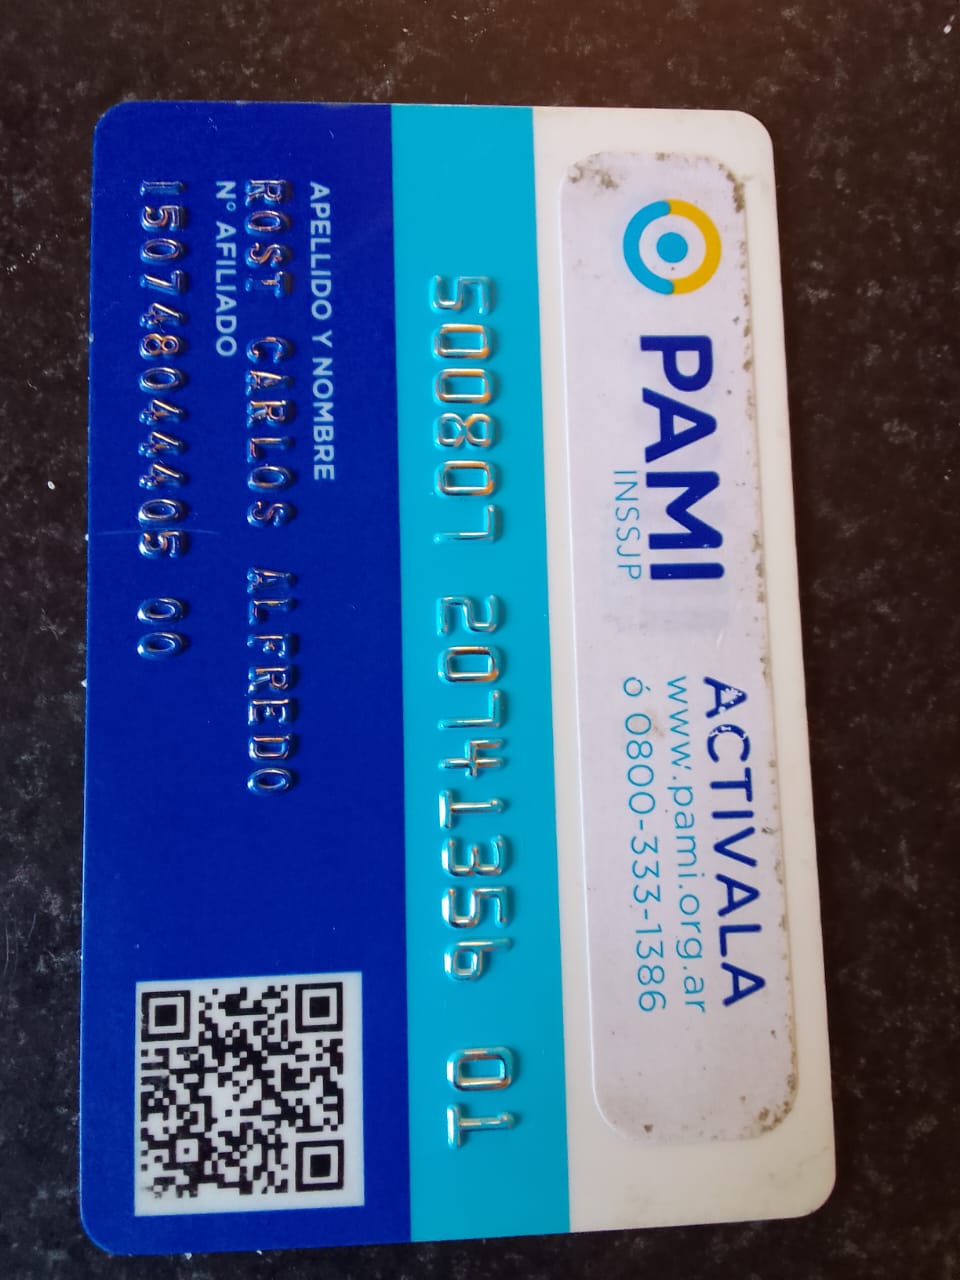 PAMI
INSSJP
ACTIVALA
www.pami.org.ar
ó 0800-333-1386
500807 20741356 01
APELLIDO Y NOMBRE
ROST CARLOS ALFREDO
N° AFILIADO
150748044405 00